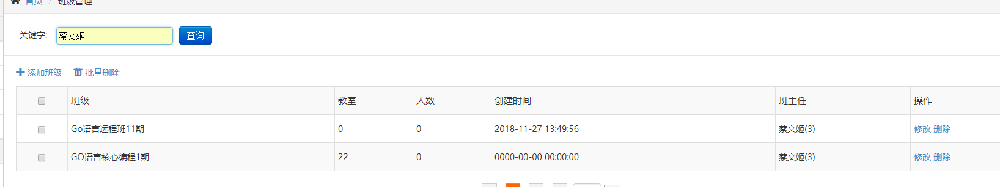 首页 班级管理
关键字: 蔡文姬 查询
添加班级 批量删除
班级 教室 人数 创建时间 班主任 操作
Go语言远程班11期 0 0 2018-11-27 13:49:56 蔡文姬(3) 修改 删除
GO语言核心编程1期 22 0 0000-00-00 00:00:00 蔡文姬(3) 修改 删除